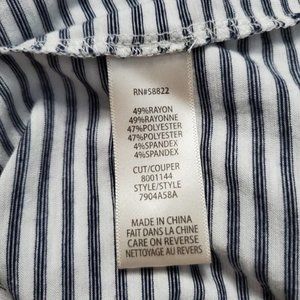 RN#58822
49%RAYON
49%RAYONNE
47%POLYESTER
47%POLYESTER
4%SPANDEX
4%SPANDEX
CUT/COUPER
8001144
STYLE/STYLE
7904A58A
MADE IN CHINA
FAIT DANS LA CHINE
CARE ON REVERSE
NETTOYAGE AU REVERS